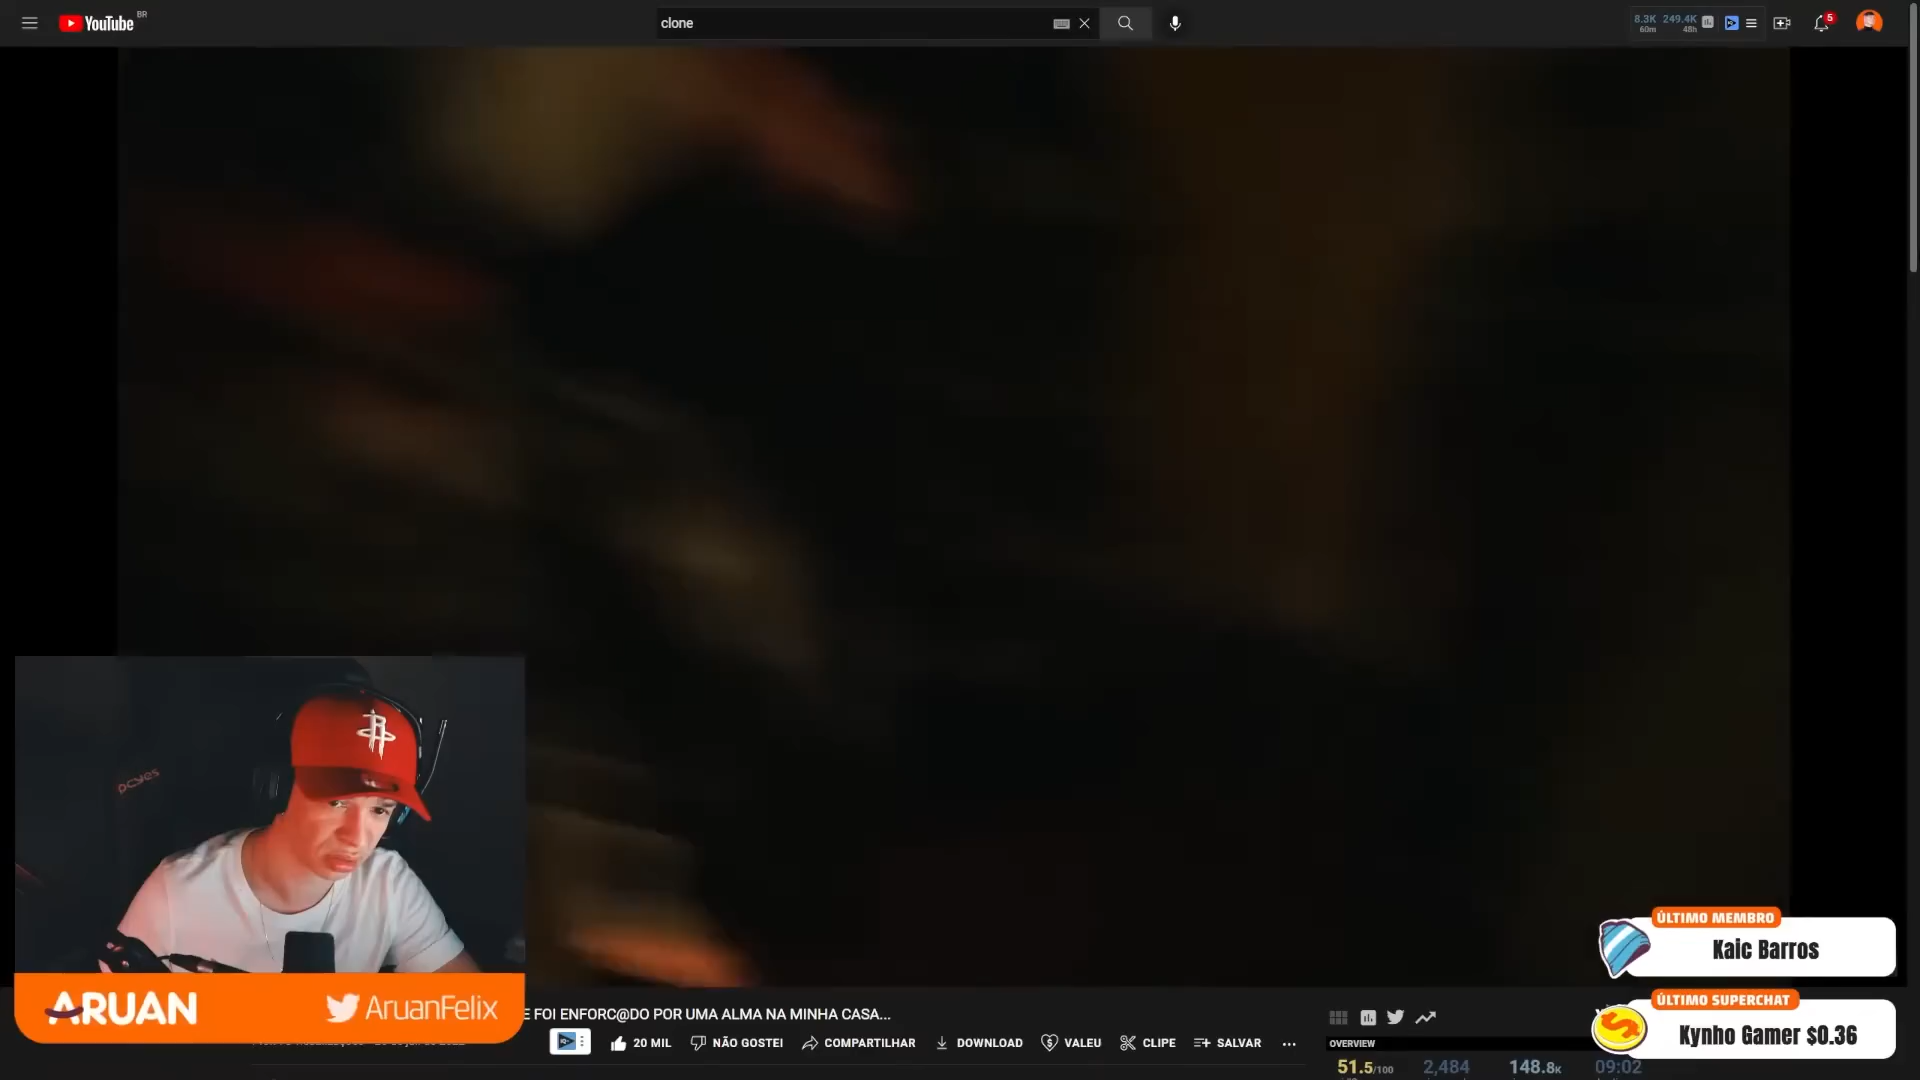 YouTube BR
clone
8.3K 249.4K
60m 48h
5
pcyes
ARUAN
AruanFelix
E FOI ENFORC@DO POR UMA ALMA NA MINHA CASA...
20 MIL NÃO GOSTEI COMPARTILHAR DOWNLOAD VALEU CLIPE SALVAR ...
ÚLTIMO MEMBRO
Kaic Barros
ÚLTIMO SUPERCHAT
Kynho Gamer $0.36
OVERVIEW
51.5/100 2,484 148.8K 09:02